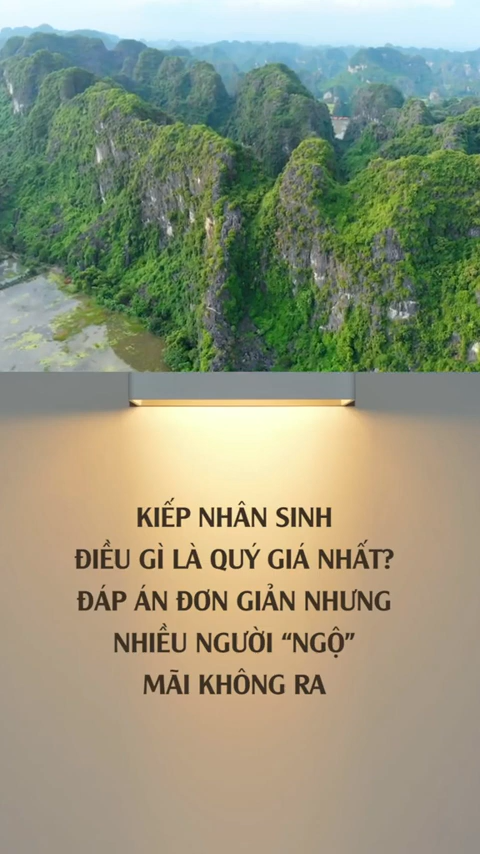 KIẾP NHÂN SINH
ĐIỀU GÌ LÀ QUÝ GIÁ NHẤT?
ĐÁP ÁN ĐƠN GIẢN NHƯNG
NHIỀU NGƯỜI “NGỘ”
MÃI KHÔNG RA